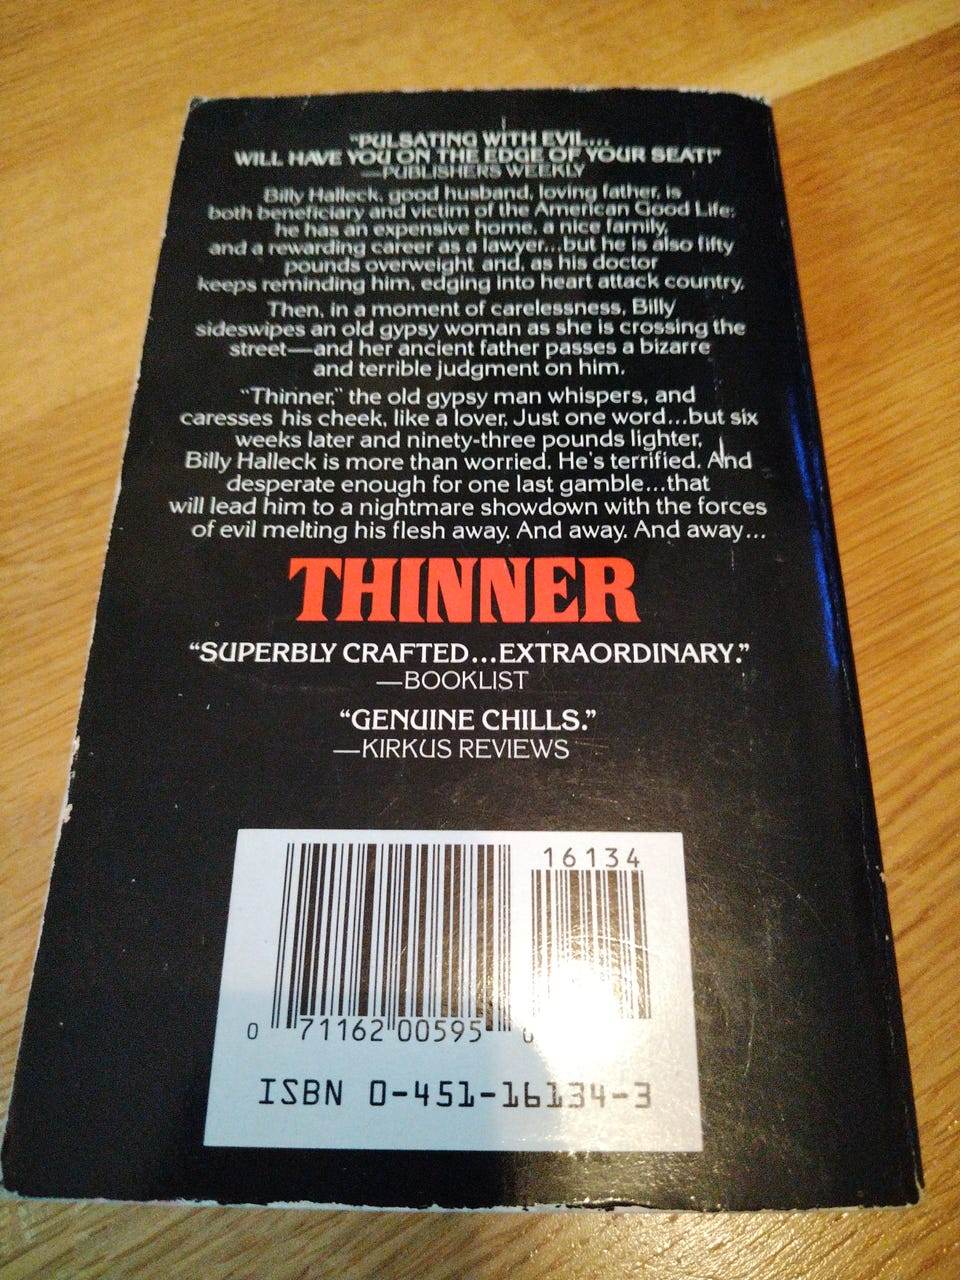 "PULSATING WITH EVIL...
WILL HAVE YOU ON THE EDGE OF YOUR SEAT!"
—PUBLISHERS WEEKLY
Billy Halleck, good husband, loving father, is
both beneficiary and victim of the American Good Life:
he has an expensive home, a nice family,
and a rewarding career as a lawyer...but he is also fifty
pounds overweight and, as his doctor
keeps reminding him, edging into heart attack country.
Then, in a moment of carelessness, Billy
sideswipes an old gypsy woman as she is crossing the
street—and her ancient father passes a bizarre
and terrible judgment on him.
"Thinner," the old gypsy man whispers, and
caresses his cheek, like a lover. Just one word...but six
weeks later and ninety-three pounds lighter,
Billy Halleck is more than worried. He's terrified. And
desperate enough for one last gamble...that
will lead him to a nightmare showdown with the forces
of evil melting his flesh away. And away. And away...
THINNER
"SUPERBLY CRAFTED...EXTRAORDINARY."
—BOOKLIST
"GENUINE CHILLS."
—KIRKUS REVIEWS
16134
0 71162 00595
ISBN 0-451-16134-3